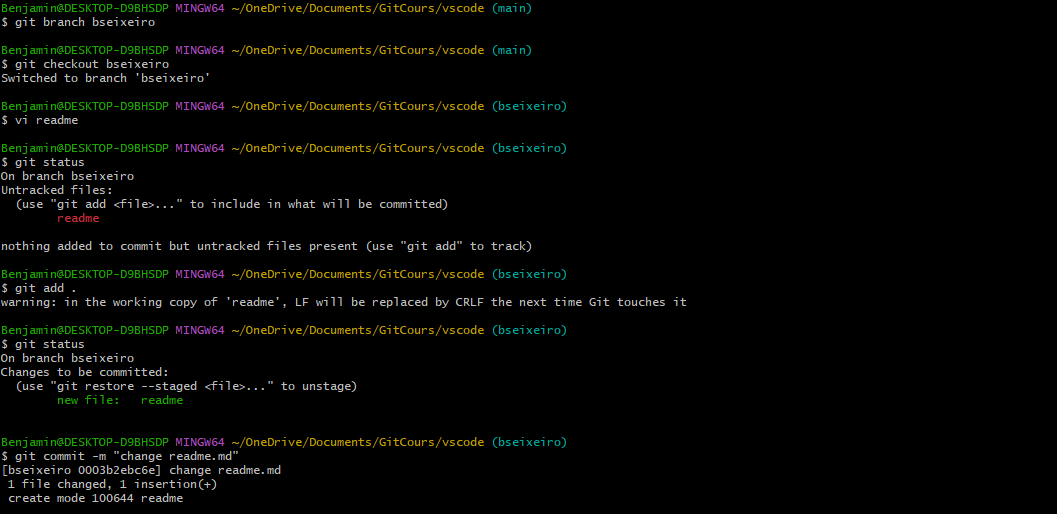 Benjamin@DESKTOP-D9BHSDP MINGW64 ~/OneDrive/Documents/GitCours/vscode (main)
$ git branch bseixeiro

Benjamin@DESKTOP-D9BHSDP MINGW64 ~/OneDrive/Documents/GitCours/vscode (main)
$ git checkout bseixeiro
Switched to branch 'bseixeiro'

Benjamin@DESKTOP-D9BHSDP MINGW64 ~/OneDrive/Documents/GitCours/vscode (bseixeiro)
$ vi readme

Benjamin@DESKTOP-D9BHSDP MINGW64 ~/OneDrive/Documents/GitCours/vscode (bseixeiro)
$ git status
On branch bseixeiro
Untracked files:
  (use "git add <file>..." to include in what will be committed)
        readme

nothing added to commit but untracked files present (use "git add" to track)

Benjamin@DESKTOP-D9BHSDP MINGW64 ~/OneDrive/Documents/GitCours/vscode (bseixeiro)
$ git add .
warning: in the working copy of 'readme', LF will be replaced by CRLF the next time Git touches it

Benjamin@DESKTOP-D9BHSDP MINGW64 ~/OneDrive/Documents/GitCours/vscode (bseixeiro)
$ git status
On branch bseixeiro
Changes to be committed:
  (use "git restore --staged <file>..." to unstage)
        new file:   readme

Benjamin@DESKTOP-D9BHSDP MINGW64 ~/OneDrive/Documents/GitCours/vscode (bseixeiro)
$ git commit -m "change readme.md"
[bseixeiro 0003b2ebc6e] change readme.md
 1 file changed, 1 insertion(+)
 create mode 100644 readme